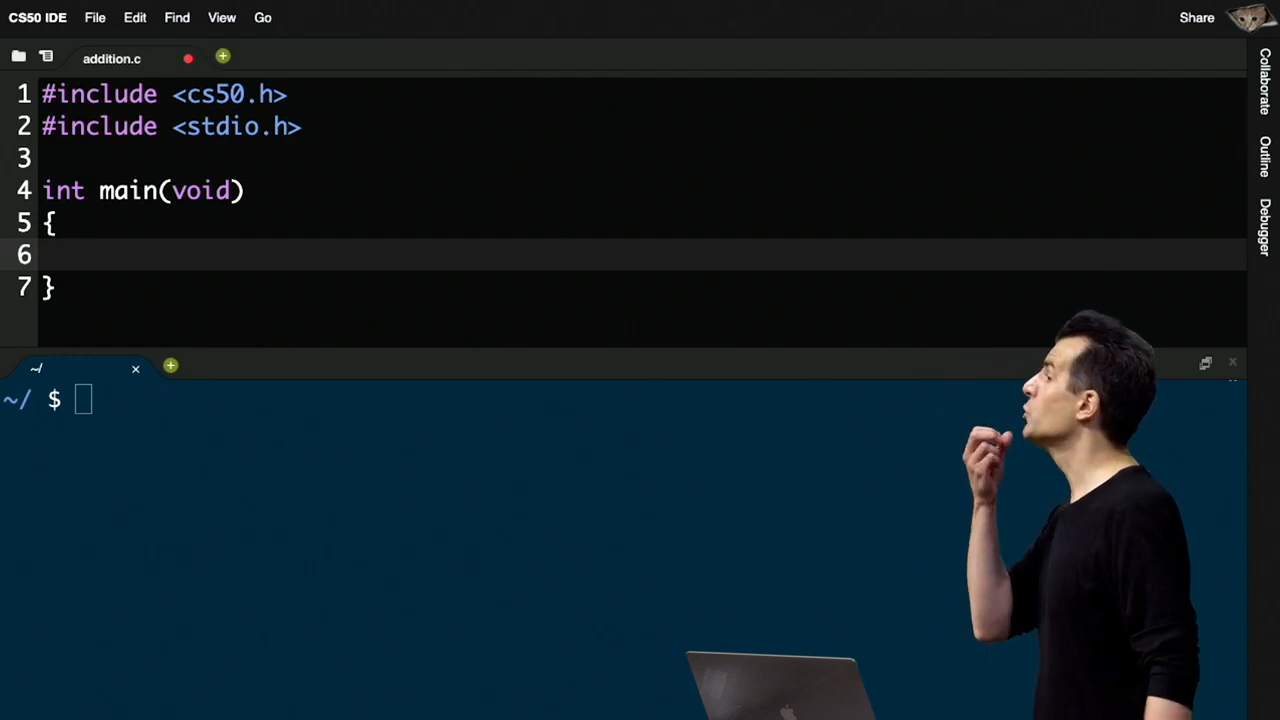 CS50 IDE File Edit Find View Go Share
addition.c
1 #include <cs50.h>
2 #include <stdio.h>
3
4 int main(void)
5 {
6
7 }
~/
~/ $
Collaborate
Outline
Debugger